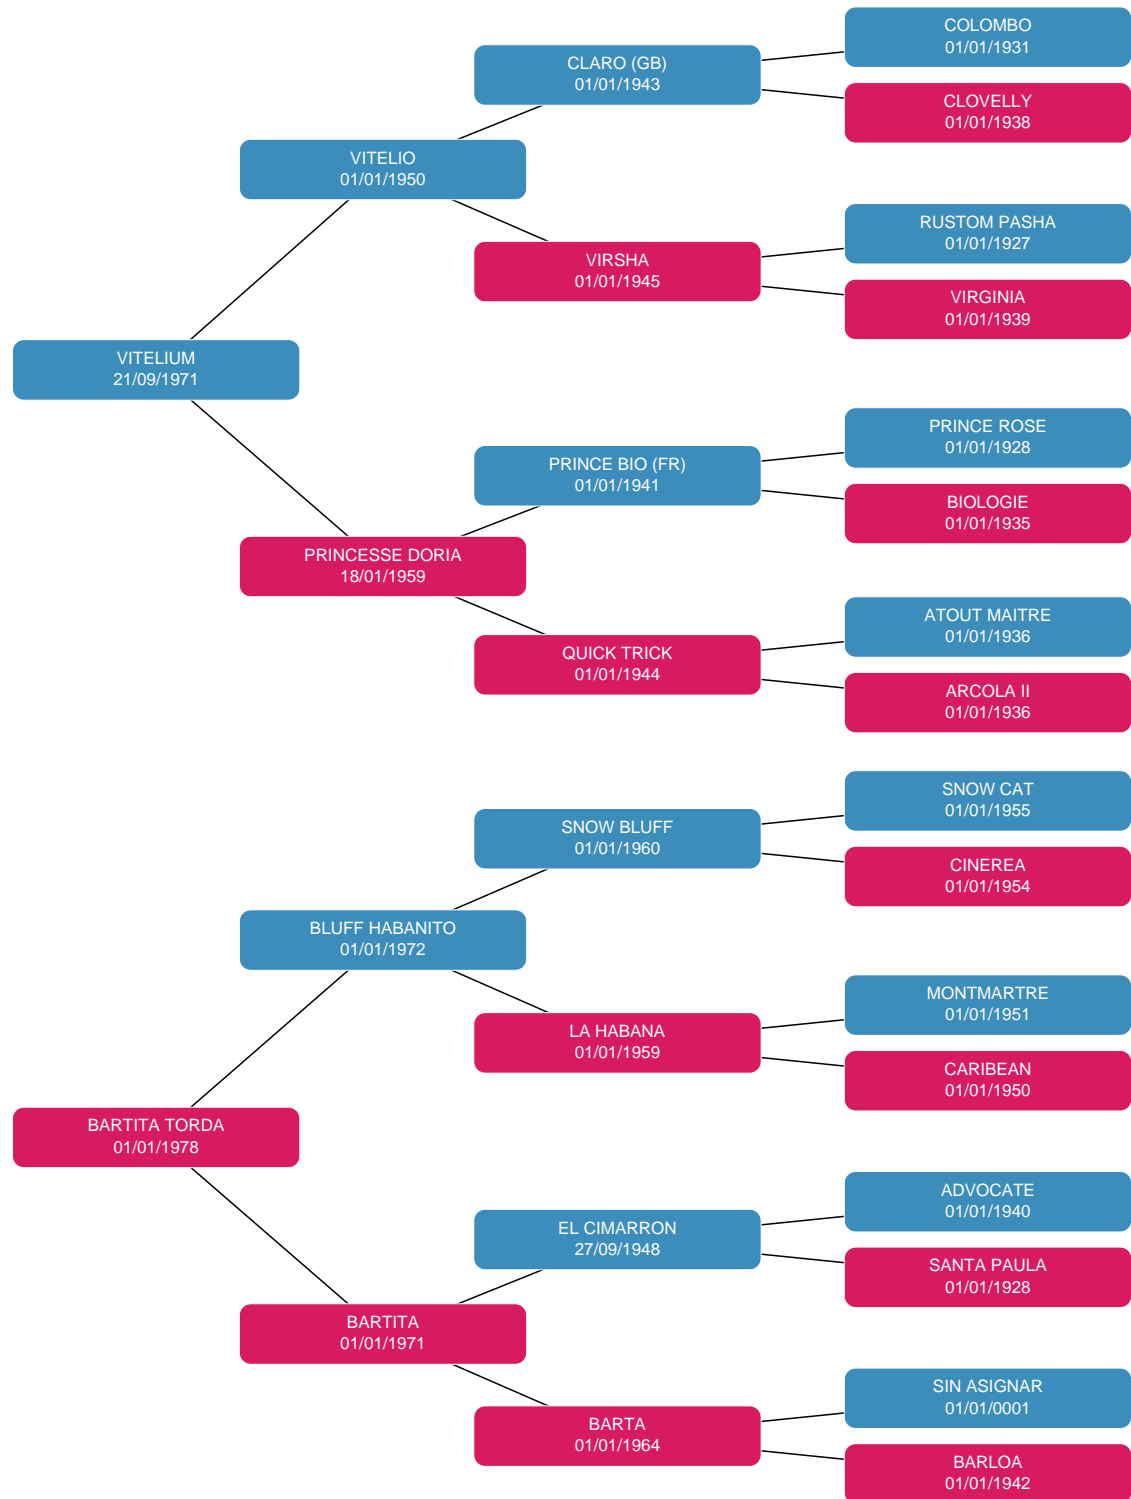 COLOMBO
01/01/1931
CLARO (GB)
01/01/1943
CLOVELLY
01/01/1938
VITELIO
01/01/1950
RUSTOM PASHA
01/01/1927
VIRSHA
01/01/1945
VIRGINIA
01/01/1939
VITELIUM
21/09/1971
PRINCE ROSE
01/01/1928
PRINCE BIO (FR)
01/01/1941
BIOLOGIE
01/01/1935
PRINCESSE DORIA
18/01/1959
ATOUT MAITRE
01/01/1936
QUICK TRICK
01/01/1944
ARCOLA II
01/01/1936
SNOW CAT
01/01/1955
SNOW BLUFF
01/01/1960
CINEREA
01/01/1954
BLUFF HABANITO
01/01/1972
MONTMARTRE
01/01/1951
LA HABANA
01/01/1959
CARIBEAN
01/01/1950
BARTITA TORDA
01/01/1978
ADVOCATE
01/01/1940
EL CIMARRON
27/09/1948
SANTA PAULA
01/01/1928
BARTITA
01/01/1971
SIN ASIGNAR
01/01/0001
BARTA
01/01/1964
BARLOA
01/01/1942